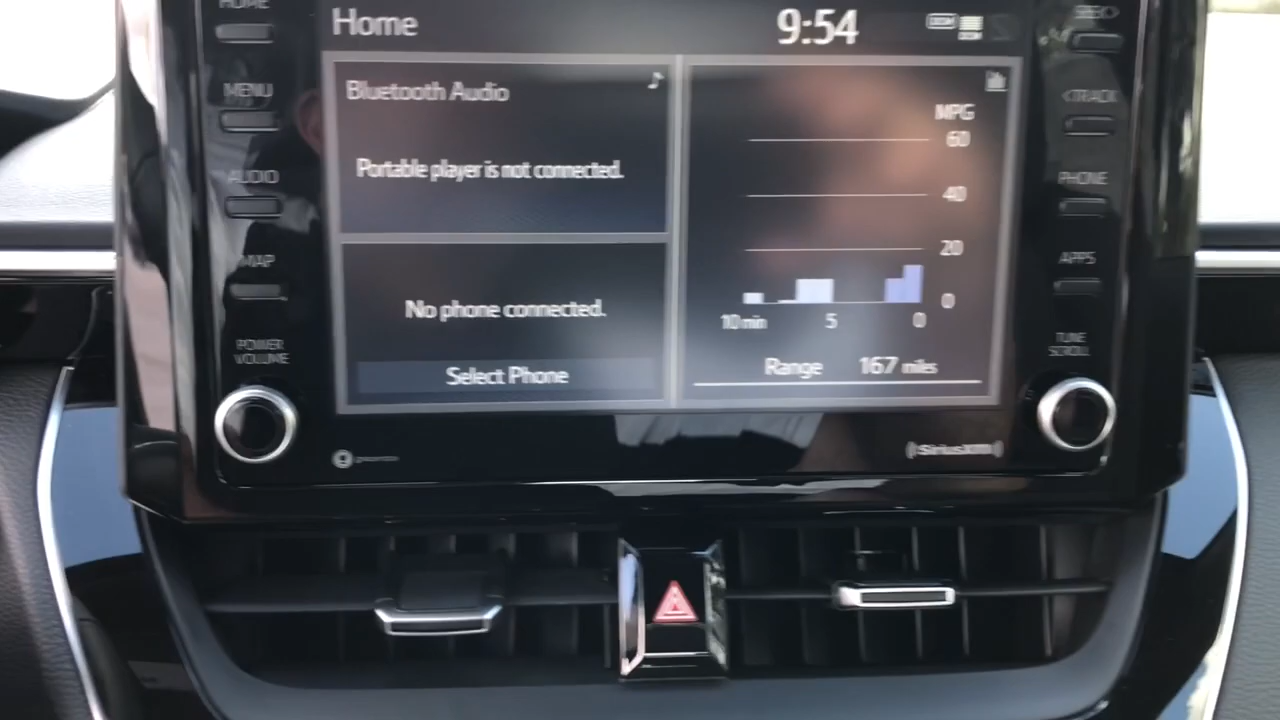 HOME
Home
9:54
SEEK>
MENU
Bluetooth Audio
MPG
<TRACK
60
Portable player is not connected.
AUDIO
40
PHONE
20
MAP
APPS
0
No phone connected.
10 min 5 0
POWER
VOLUME
TUNE
SCROLL
Select Phone
Range 167 miles
((SiriusXM))